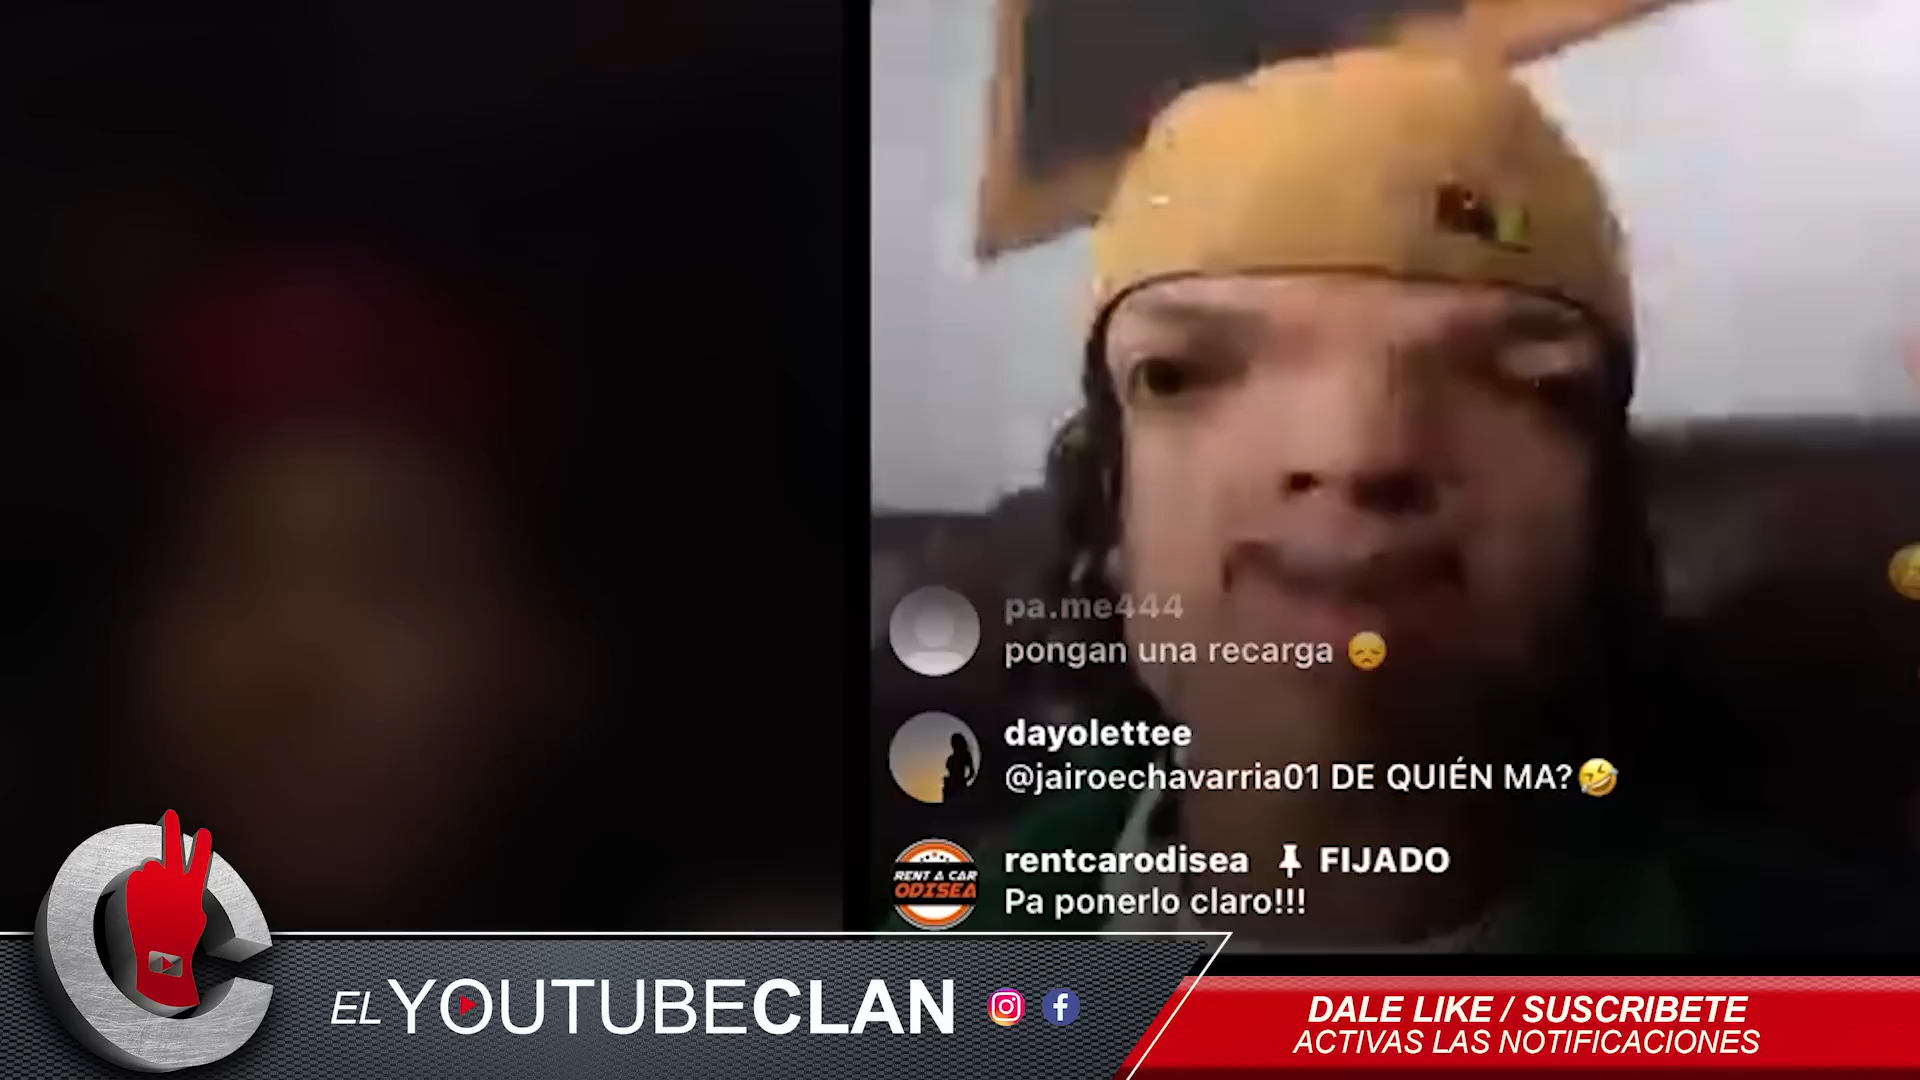 pa.me444
pongan una recarga
dayolettee
@jairoechavarria01 DE QUIÉN MA?
rentcarodisea FIJADO
Pa ponerlo claro!!!
RENT A CAR
ODISEA
EL YOUTUBECLAN
DALE LIKE / SUSCRIBETE
ACTIVAS LAS NOTIFICACIONES